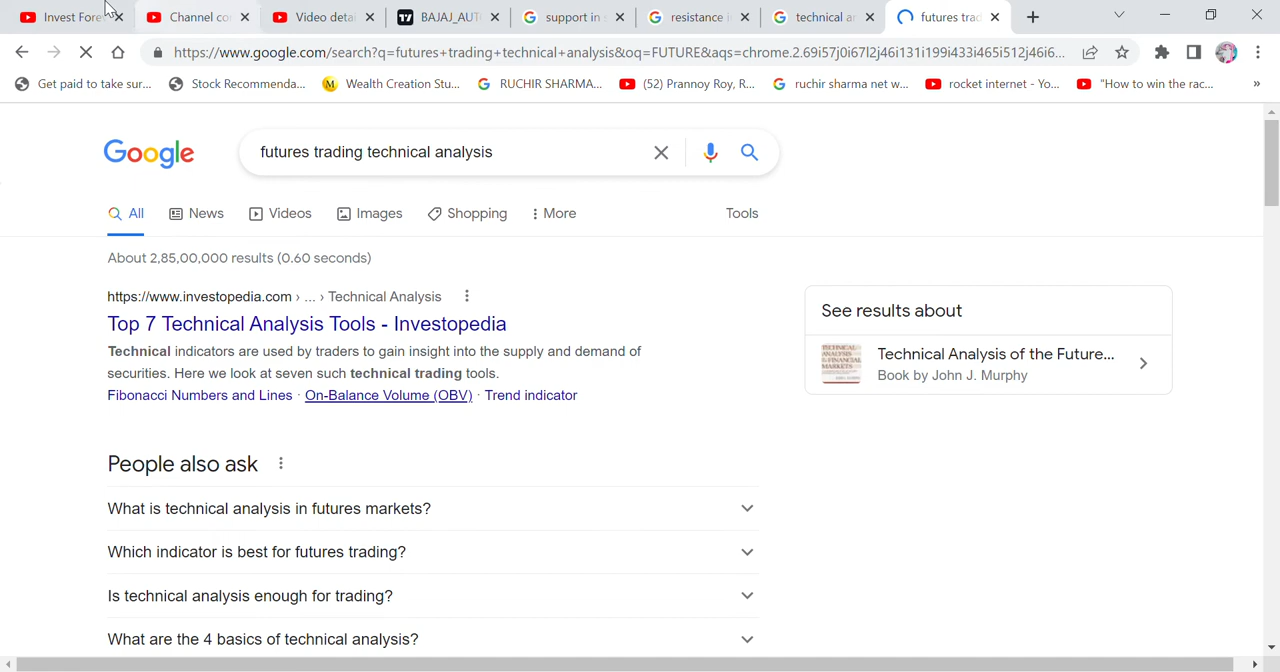 Invest Fore
Channel co
Video detai
BAJAJ_AUT
support in s
resistance i
technical an
futures trad
https://www.google.com/search?q=futures+trading+technical+analysis&oq=FUTURE&aqs=chrome.2.69i57j0i67l2j46i131i199i433i465i512j46i6...
Get paid to take sur...
Stock Recommenda...
M Wealth Creation Stu...
RUCHIR SHARMA...
(52) Prannoy Roy, R...
ruchir sharma net w...
rocket internet - Yo...
"How to win the rac...
»
Google
futures trading technical analysis
All
News
Videos
Images
Shopping
More
Tools
About 2,85,00,000 results (0.60 seconds)
https://www.investopedia.com › ... › Technical Analysis
Top 7 Technical Analysis Tools - Investopedia
Technical indicators are used by traders to gain insight into the supply and demand of
securities. Here we look at seven such technical trading tools.
Fibonacci Numbers and Lines · On-Balance Volume (OBV) · Trend indicator
See results about
Technical Analysis of the Future...
Book by John J. Murphy
People also ask
What is technical analysis in futures markets?
Which indicator is best for futures trading?
Is technical analysis enough for trading?
What are the 4 basics of technical analysis?